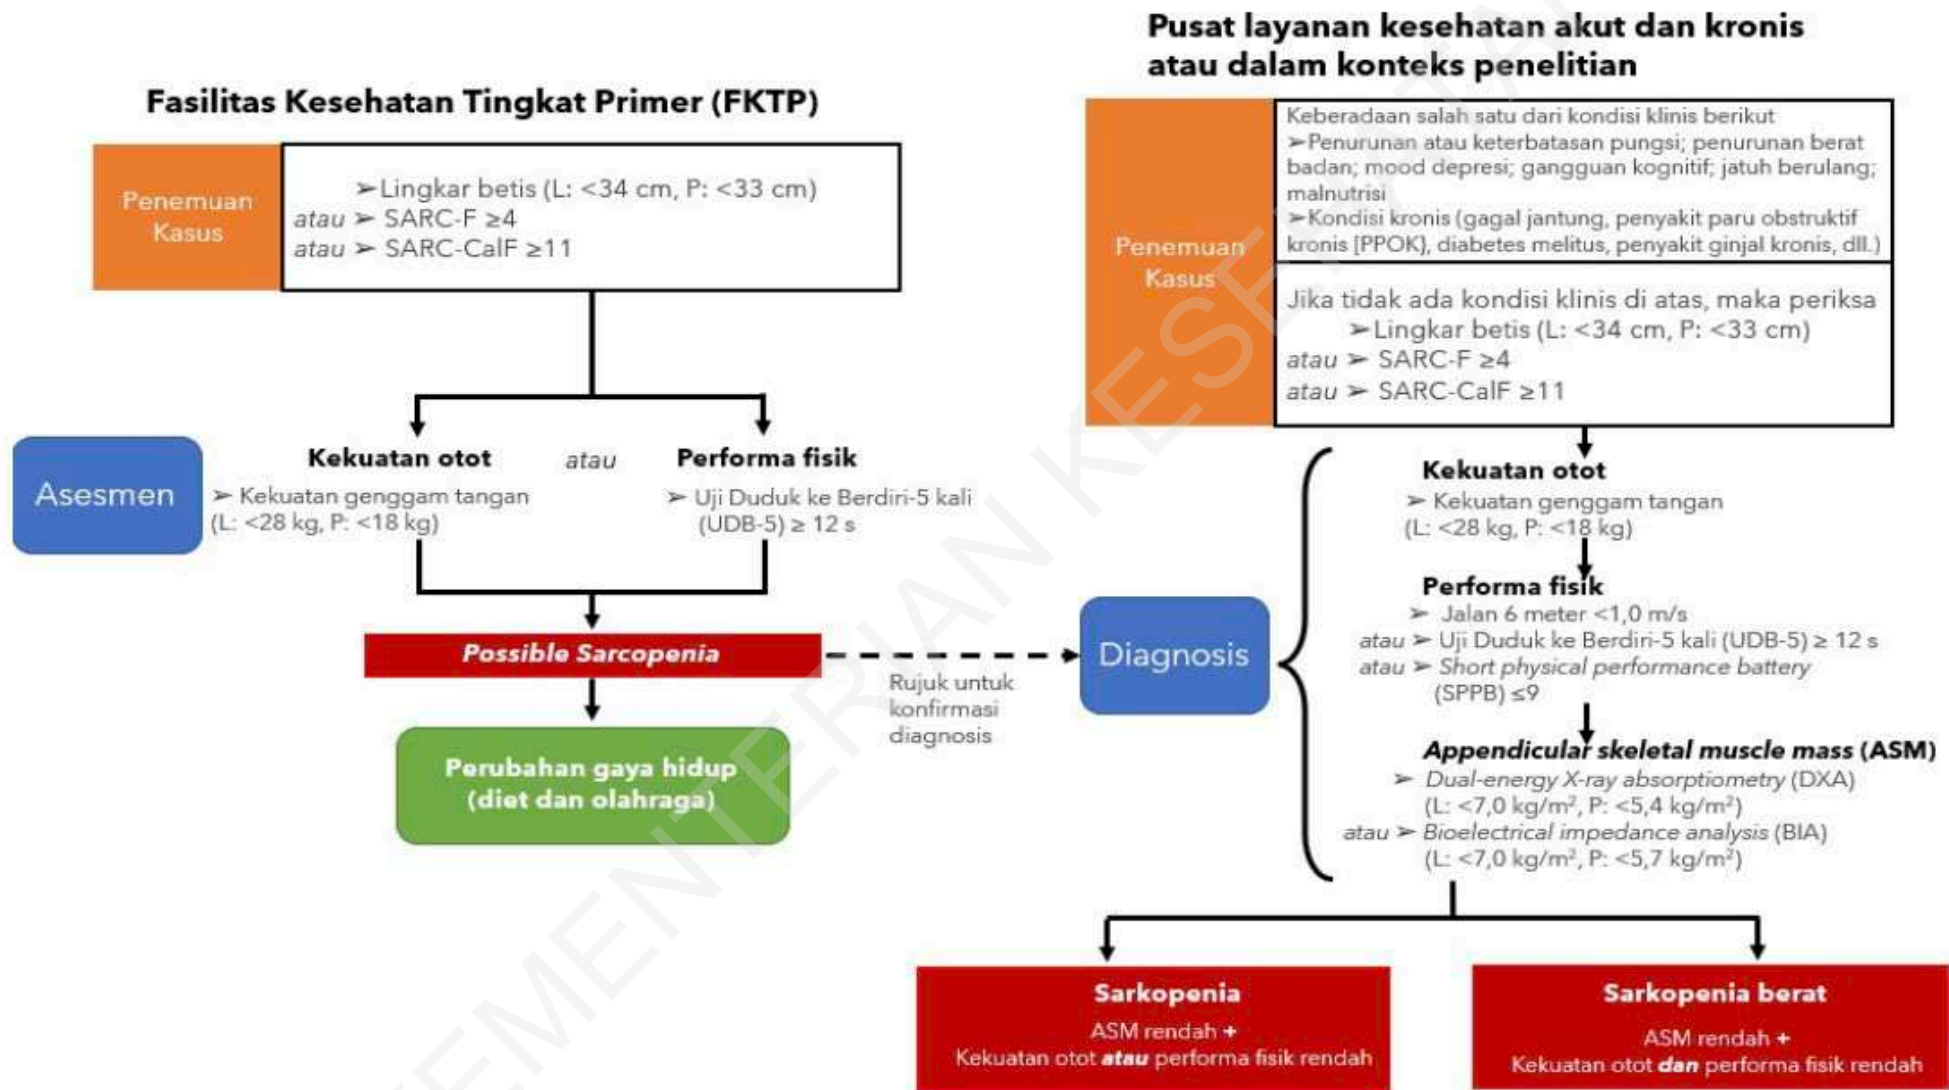 Fasilitas Kesehatan Tingkat Primer (FKTP)
Penemuan
Kasus
➢Lingkar betis (L: <34 cm, P: <33 cm)
atau ➢ SARC-F ≥4
atau ➢ SARC-CalF ≥11
Asesmen
Kekuatan otot
➢ Kekuatan genggam tangan
(L: <28 kg, P: <18 kg)
atau
Performa fisik
➢ Uji Duduk ke Berdiri-5 kali
(UDB-5) ≥ 12 s
Possible Sarcopenia
Perubahan gaya hidup
(diet dan olahraga)
Rujuk untuk
konfirmasi
diagnosis
Pusat layanan kesehatan akut dan kronis
atau dalam konteks penelitian
Penemuan
Kasus
Keberadaan salah satu dari kondisi klinis berikut
➢Penurunan atau keterbatasan pungsi; penurunan berat
badan; mood depresi; gangguan kognitif; jatuh berulang;
malnutrisi
➢Kondisi kronis (gagal jantung, penyakit paru obstruktif
kronis [PPOK}, diabetes melitus, penyakit ginjal kronis, dll.)
Jika tidak ada kondisi klinis di atas, maka periksa
➢Lingkar betis (L: <34 cm, P: <33 cm)
atau ➢ SARC-F ≥4
atau ➢ SARC-CalF ≥11
Diagnosis
Kekuatan otot
➢ Kekuatan genggam tangan
(L: <28 kg, P: <18 kg)
Performa fisik
➢ Jalan 6 meter <1,0 m/s
atau ➢ Uji Duduk ke Berdiri-5 kali (UDB-5) ≥ 12 s
atau ➢ Short physical performance battery
(SPPB) ≤9
Appendicular skeletal muscle mass (ASM)
➢ Dual-energy X-ray absorptiometry (DXA)
(L: <7,0 kg/m², P: <5,4 kg/m²)
atau ➢ Bioelectrical impedance analysis (BIA)
(L: <7,0 kg/m², P: <5,7 kg/m²)
Sarkopenia
ASM rendah +
Kekuatan otot atau performa fisik rendah
Sarkopenia berat
ASM rendah +
Kekuatan otot dan performa fisik rendah